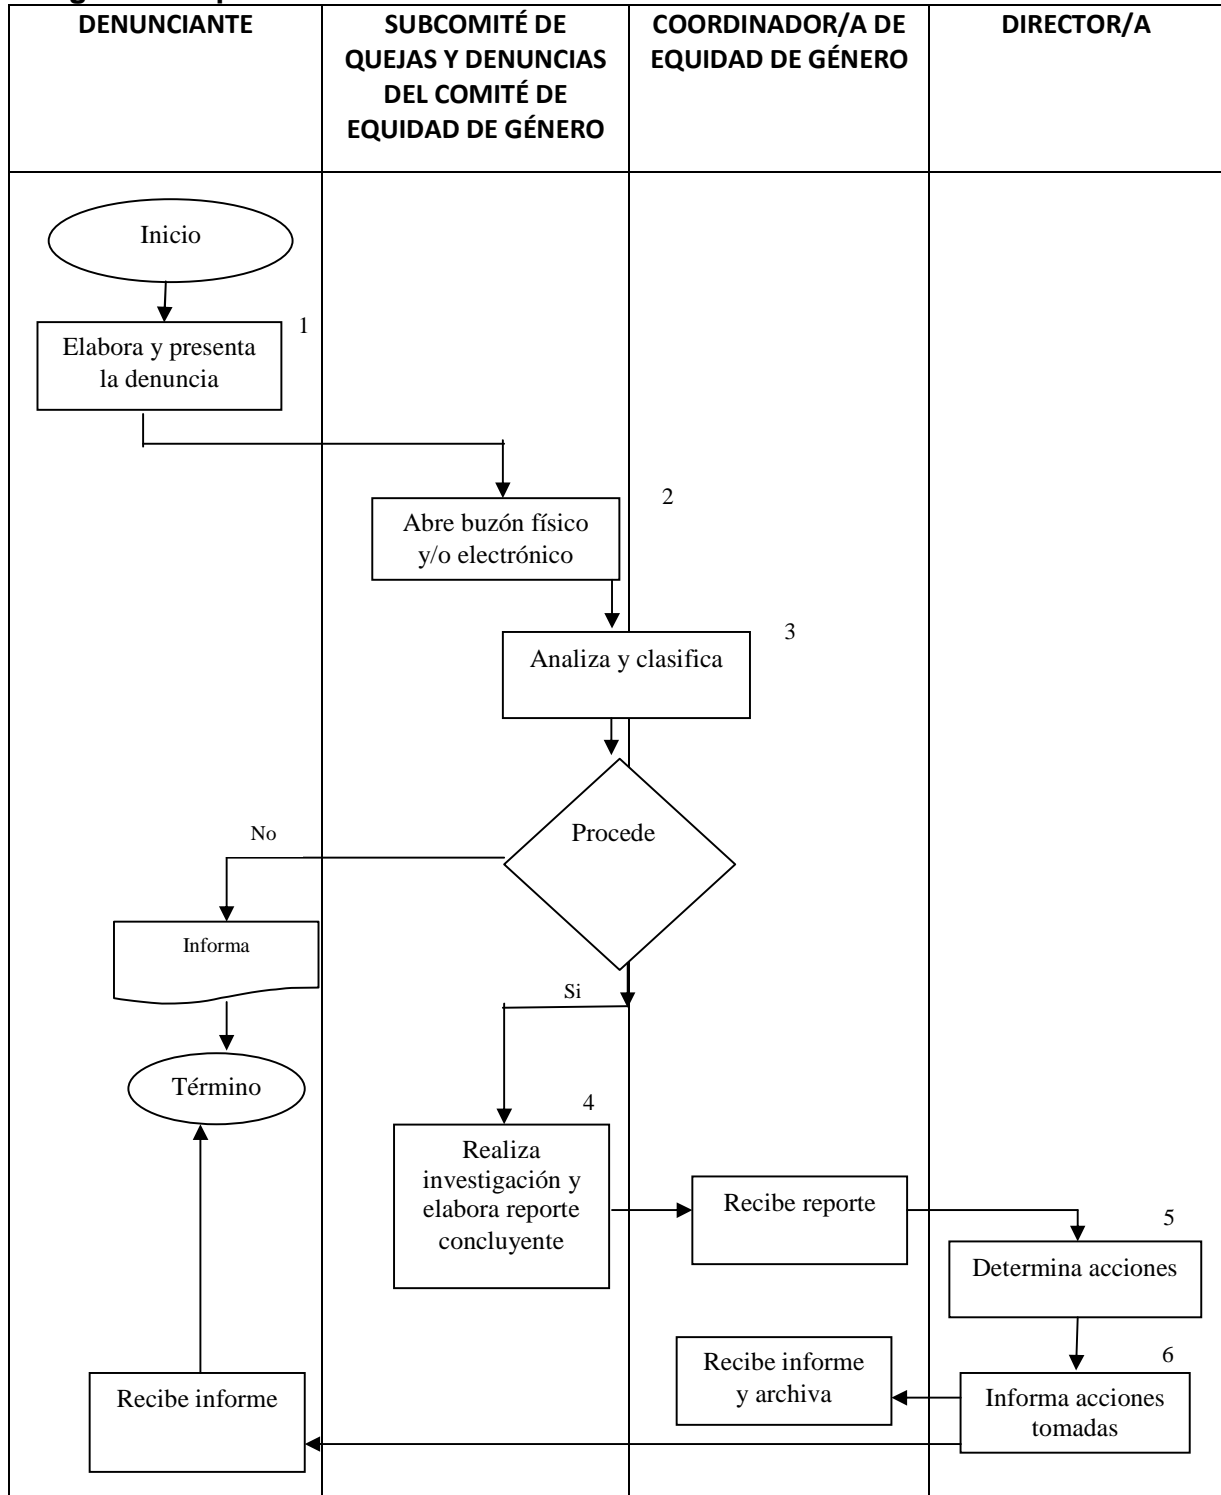 DENUNCIANTE
SUBCOMITÉ DE
QUEJAS Y DENUNCIAS
DEL COMITÉ DE
EQUIDAD DE GÉNERO
COORDINADOR/A DE
EQUIDAD DE GÉNERO
DIRECTOR/A
Inicio
1
Elabora y presenta
la denuncia
2
Abre buzón físico
y/o electrónico
3
Analiza y clasifica
Procede
No
Informa
Si
Término
4
Realiza
investigación y
elabora reporte
concluyente
Recibe reporte
5
Determina acciones
6
Informa acciones
tomadas
Recibe informe
y archiva
Recibe informe